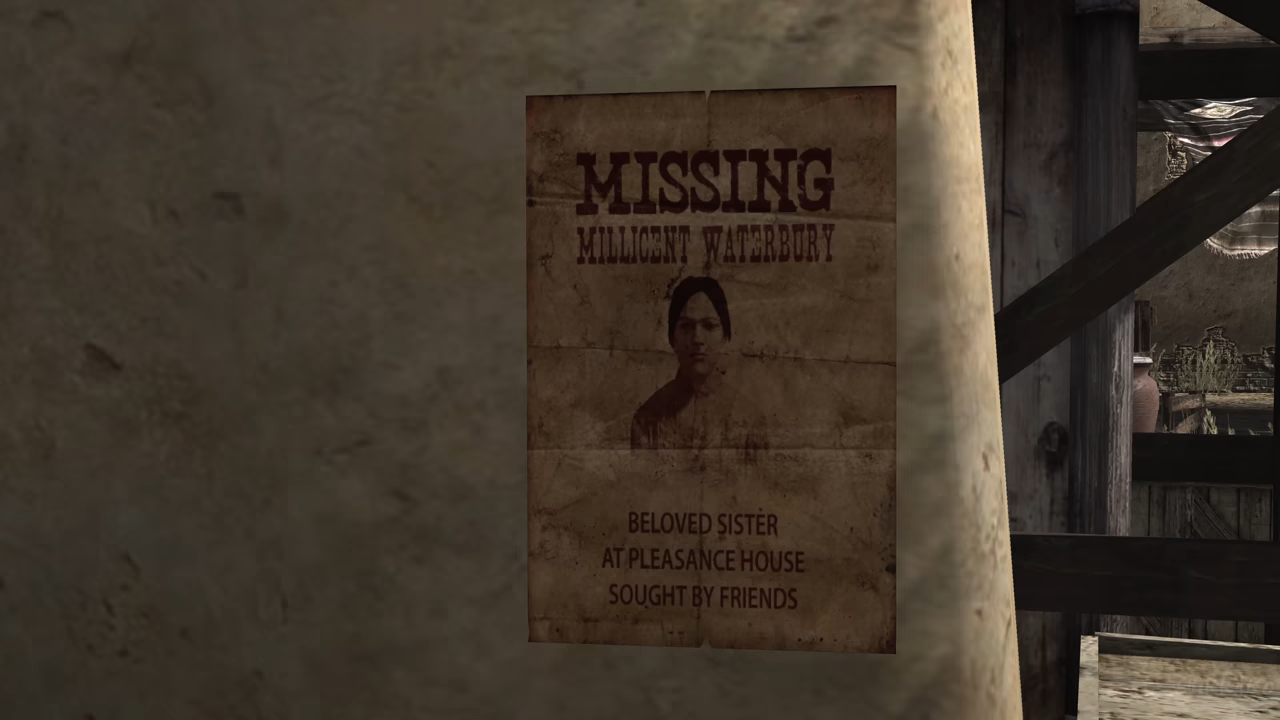 MISSING
MILLICENT WATERBURY
BELOVED SISTER
AT PLEASANCE HOUSE
SOUGHT BY FRIENDS